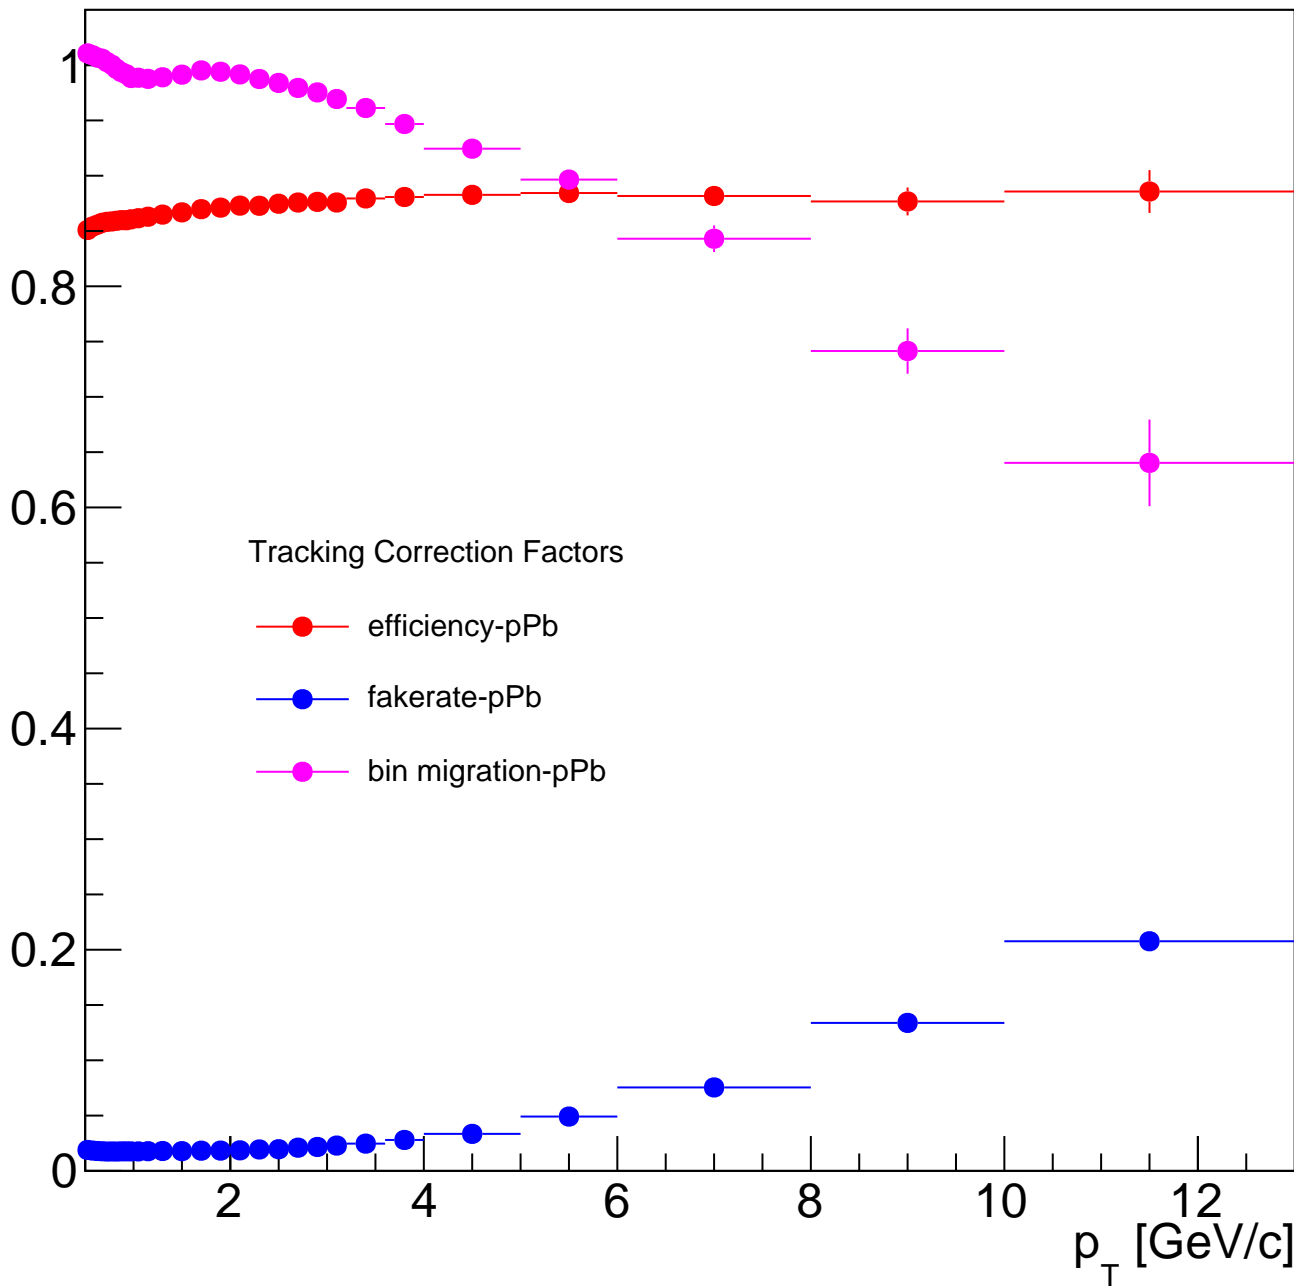 1
0.8
0.6
Tracking Correction Factors
efficiency-pPb
fakerate-pPb
0.4
bin migration-pPb
0.2
0
2 4 6 8 10 12
p_T [GeV/c]